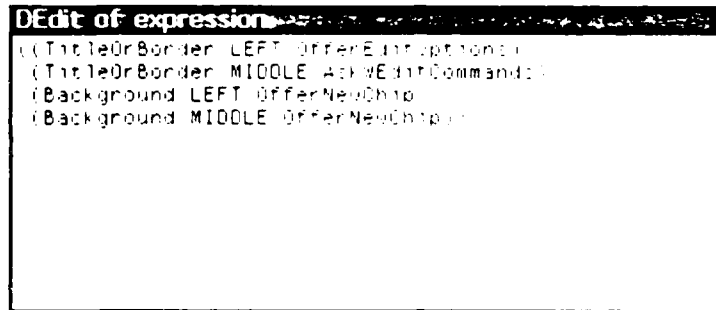 DEdit of expression
((TitleOrBorder LEFT OfferEditOptions)
(TitleOrBorder MIDDLE AskWEditCommands)
(Background LEFT OfferNewChip)
(Background MIDDLE OfferNewChip))